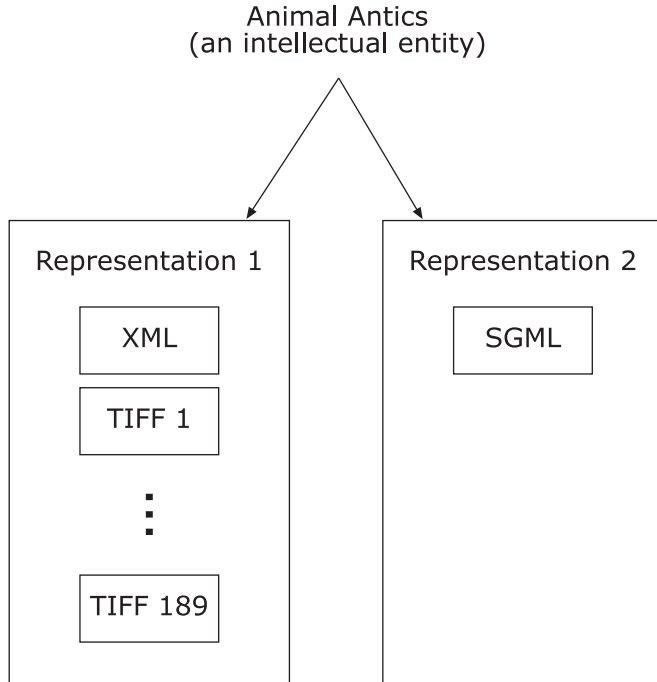 Animal Antics
(an intellectual entity)
Representation 1
XML
TIFF 1
TIFF 189
Representation 2
SGML